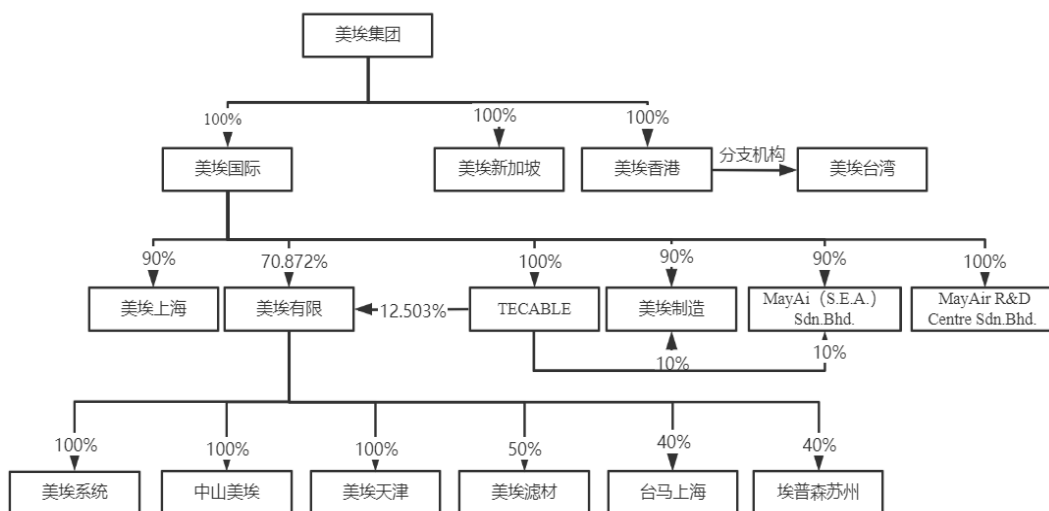 美埃集团
100%
100%
100%
美埃国际
美埃新加坡
美埃香港
分支机构
美埃台湾
90%
70.872%
100%
90%
90%
100%
美埃上海
美埃有限
12.503%
TECABLE
美埃制造
MayAi（S.E.A.）
Sdn.Bhd.
MayAir R&D
Centre Sdn.Bhd.
10%
10%
100%
100%
100%
50%
40%
40%
美埃系统
中山美埃
美埃天津
美埃滤材
台马上海
埃普森苏州